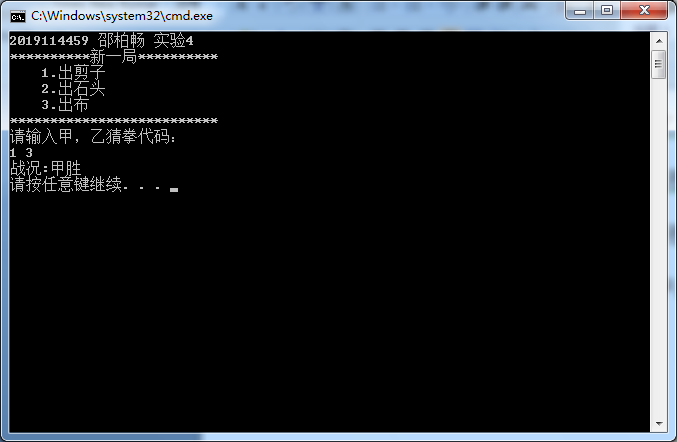 C:\Windows\system32\cmd.exe
2019114459 邵柏畅 实验4
**********新一局**********
1.出剪子
2.出石头
3.出布
**************************
请输入甲，乙猜拳代码：
1 3
战况:甲胜
请按任意键继续. . .